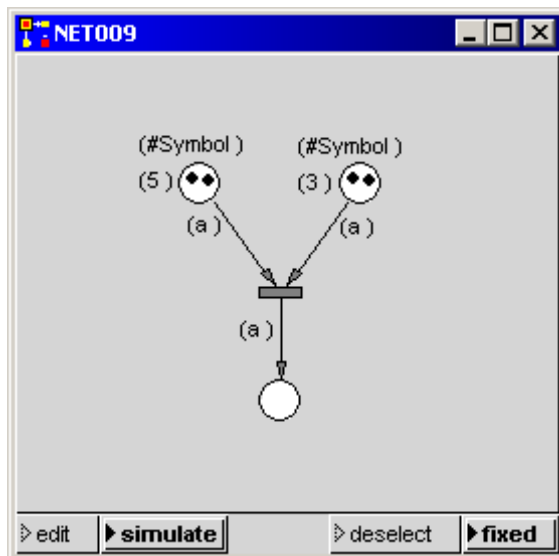 NET009
(#Symbol ) (#Symbol )
(5 ) (3 )
(a ) (a )
(a )
edit simulate deselect fixed